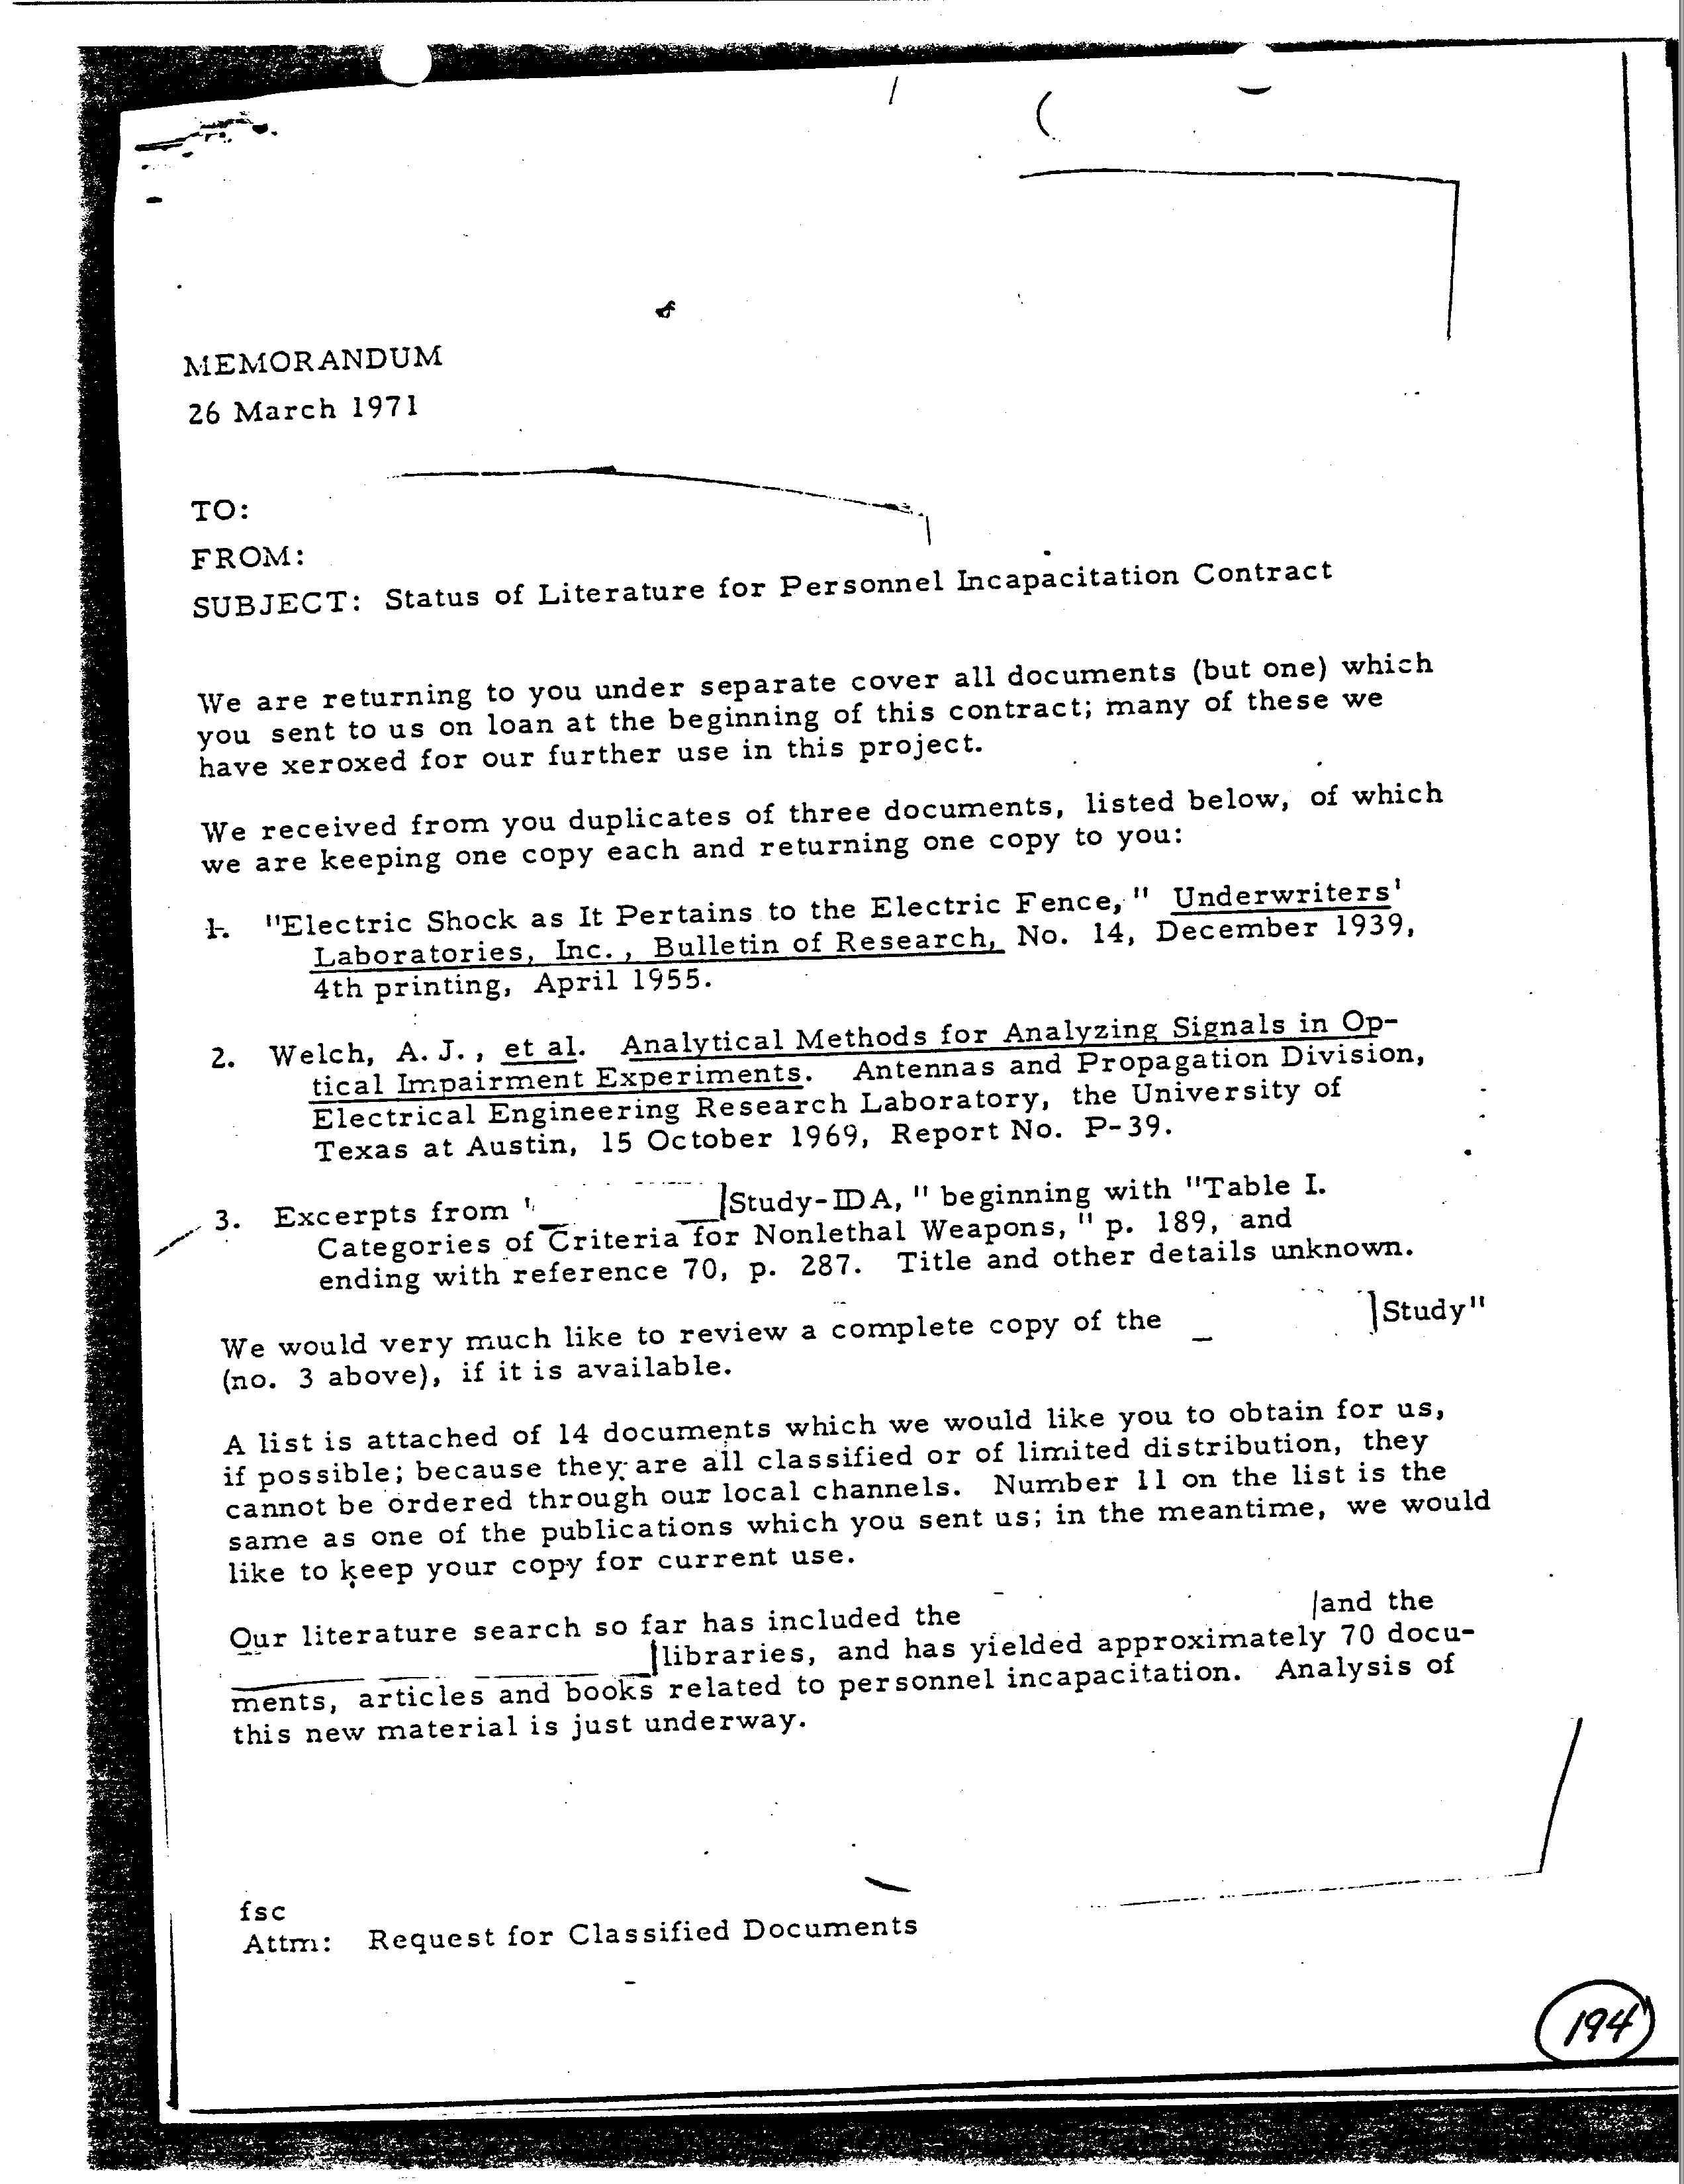 MEMORANDUM
26 March 1971
TO:
FROM:
SUBJECT: Status of Literature for Personnel Incapacitation Contract
We are returning to you under separate cover all documents (but one) which
you sent to us on loan at the beginning of this contract; many of these we
have xeroxed for our further use in this project.
We received from you duplicates of three documents, listed below, of which
we are keeping one copy each and returning one copy to you:
1. "Electric Shock as It Pertains to the Electric Fence," Underwriters'
Laboratories, Inc., Bulletin of Research, No. 14, December 1939,
4th printing, April 1955.
2. Welch, A. J., et al. Analytical Methods for Analyzing Signals in Op-
tical Impairment Experiments. Antennas and Propagation Division,
Electrical Engineering Research Laboratory, the University of
Texas at Austin, 15 October 1969, Report No. P-39.
3. Excerpts from " Study-IDA," beginning with "Table I.
Categories of Criteria for Nonlethal Weapons," p. 189, and
ending with reference 70, p. 287. Title and other details unknown.
We would very much like to review a complete copy of the Study"
(no. 3 above), if it is available.
A list is attached of 14 documents which we would like you to obtain for us,
if possible; because they are all classified or of limited distribution, they
cannot be ordered through our local channels. Number 11 on the list is the
same as one of the publications which you sent us; in the meantime, we would
like to keep your copy for current use.
Our literature search so far has included the and the
libraries, and has yielded approximately 70 docu-
ments, articles and books related to personnel incapacitation. Analysis of
this new material is just underway.
fsc
Attm: Request for Classified Documents
194